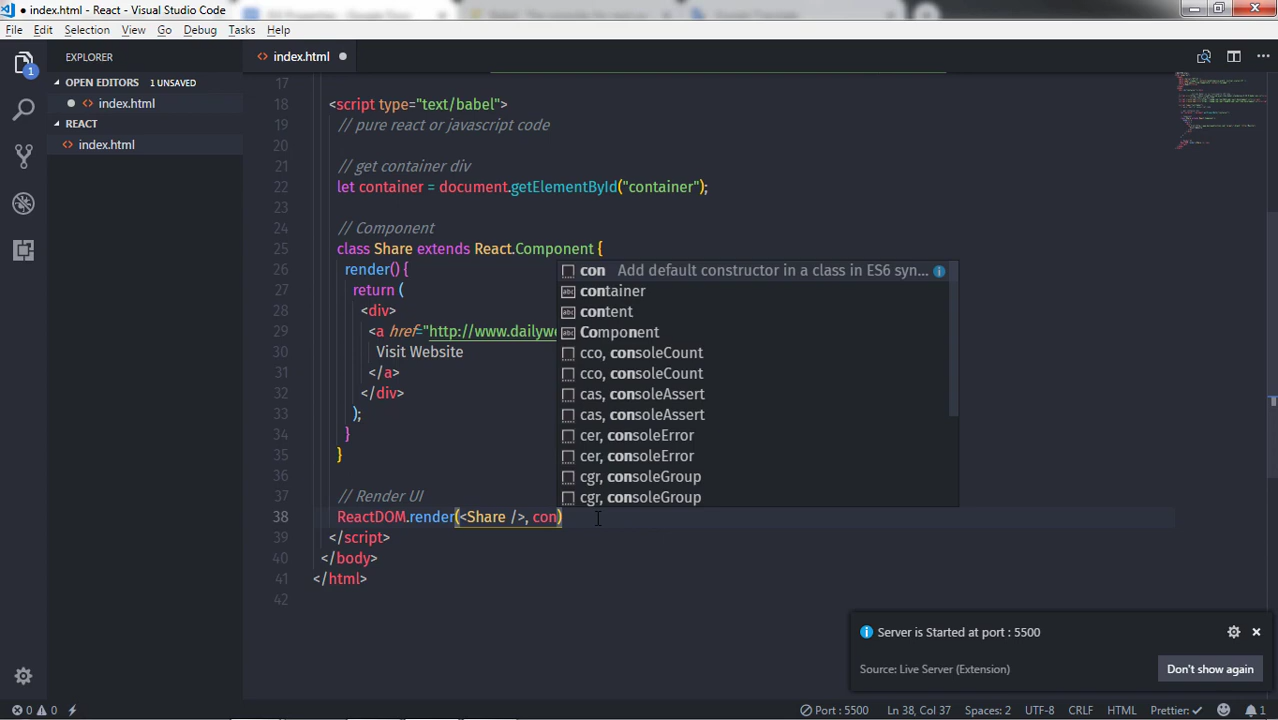 ● index.html - React - Visual Studio Code
File Edit Selection View Go Debug Tasks Help
EXPLORER
index.html ●
1
OPEN EDITORS 1 UNSAVED
● index.html
REACT
index.html
17
18 <script type="text/babel">
19 // pure react or javascript code
20
21 // get container div
22 let container = document.getElementById("container");
23
24 // Component
25 class Share extends React.Component {
26 render() {
27 return (
28 <div>
29 <a href="http://www.dailywe
30 Visit Website
31 </a>
32 </div>
33 );
34 }
35 }
36
37 // Render UI
38 ReactDOM.render(<Share />, con)
39 </script>
40 </body>
41 </html>
42
con Add default constructor in a class in ES6 syn...
container
content
Component
cco, consoleCount
cco, consoleCount
cas, consoleAssert
cas, consoleAssert
cer, consoleError
cer, consoleError
cgr, consoleGroup
cgr, consoleGroup
Server is Started at port : 5500
Source: Live Server (Extension)
Don't show again
0 0
Port : 5500 Ln 38, Col 37 Spaces: 2 UTF-8 CRLF HTML Prettier: ✓ 1